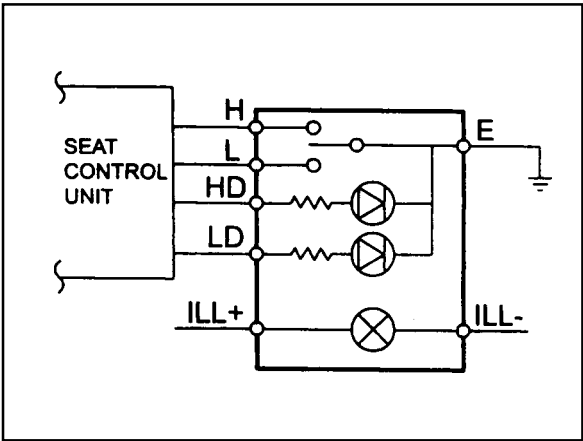 H
E
SEAT
CONTROL
UNIT
L
HD
LD
ILL+
ILL-